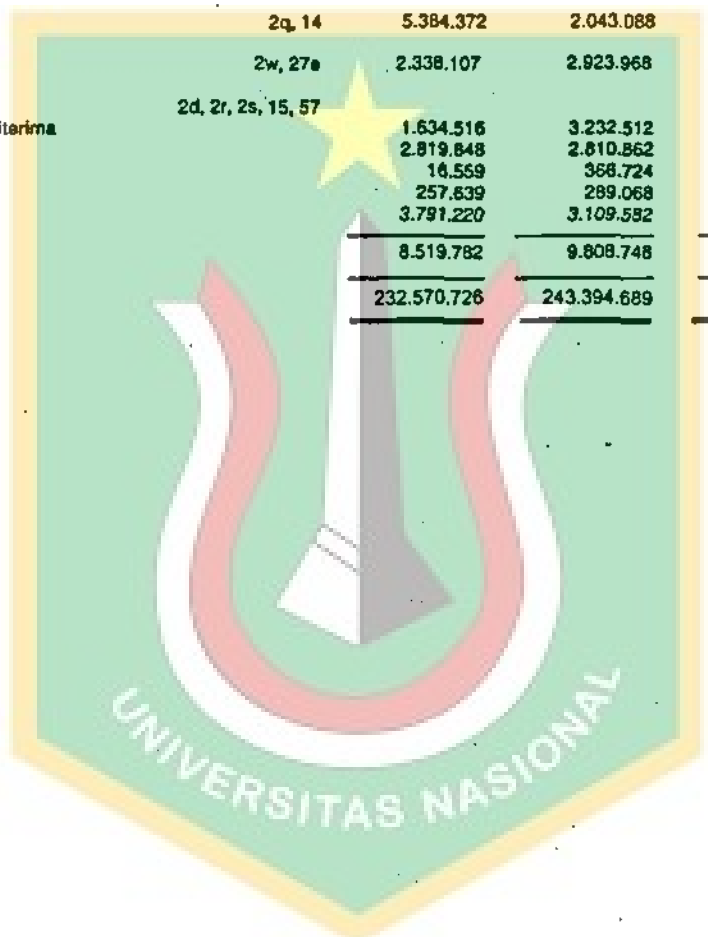 2q, 14 5.384.372 2.043.088
2w, 27e 2.338.107 2.923.968
2d, 2r, 2s, 15, 57
iterima 1.634.516 3.232.512
2.819.848 2.810.862
16.559 366.724
257.639 289.068
3.791.220 3.109.582
8.519.782 9.808.748
232.570.726 243.394.689
UNIVERSITAS NASIONAL